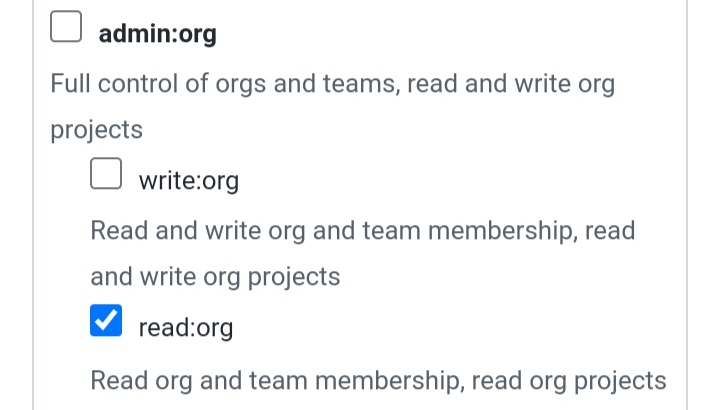 admin:org
Full control of orgs and teams, read and write org
projects
write:org
Read and write org and team membership, read
and write org projects
read:org
Read org and team membership, read org projects